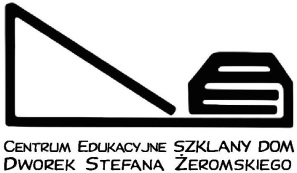 CENTRUM EDUKACYJNE SZKLANY DOM
DWOREK STEFANA ŻEROMSKIEGO